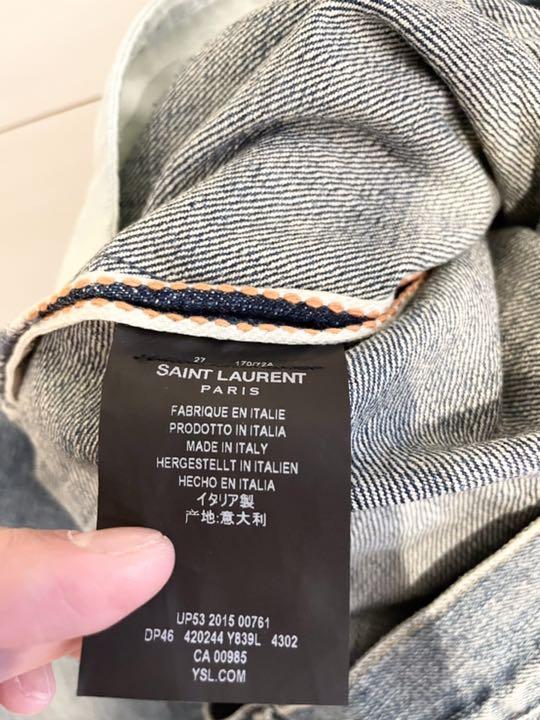 27 170/72A
SAINT LAURENT
PARIS
FABRIQUE EN ITALIE
PRODOTTO IN ITALIA
MADE IN ITALY
HERGESTELLT IN ITALIEN
HECHO EN ITALIA
イタリア製
产地:意大利
UP53 2015 00761
DP46 420244 Y839L 4302
CA 00985
YSL.COM